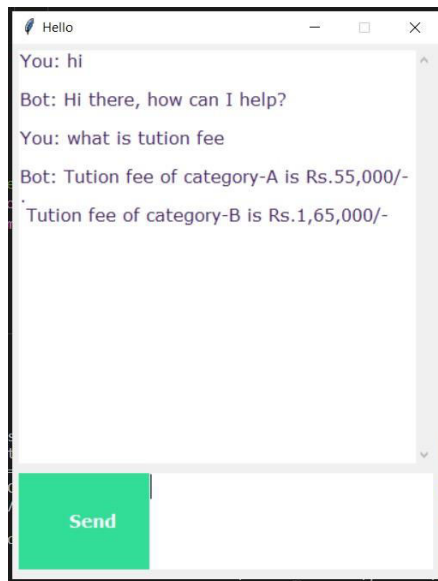 Hello
You: hi
Bot: Hi there, how can I help?
You: what is tution fee
Bot: Tution fee of category-A is Rs.55,000/-
.
Tution fee of category-B is Rs.1,65,000/-
Send